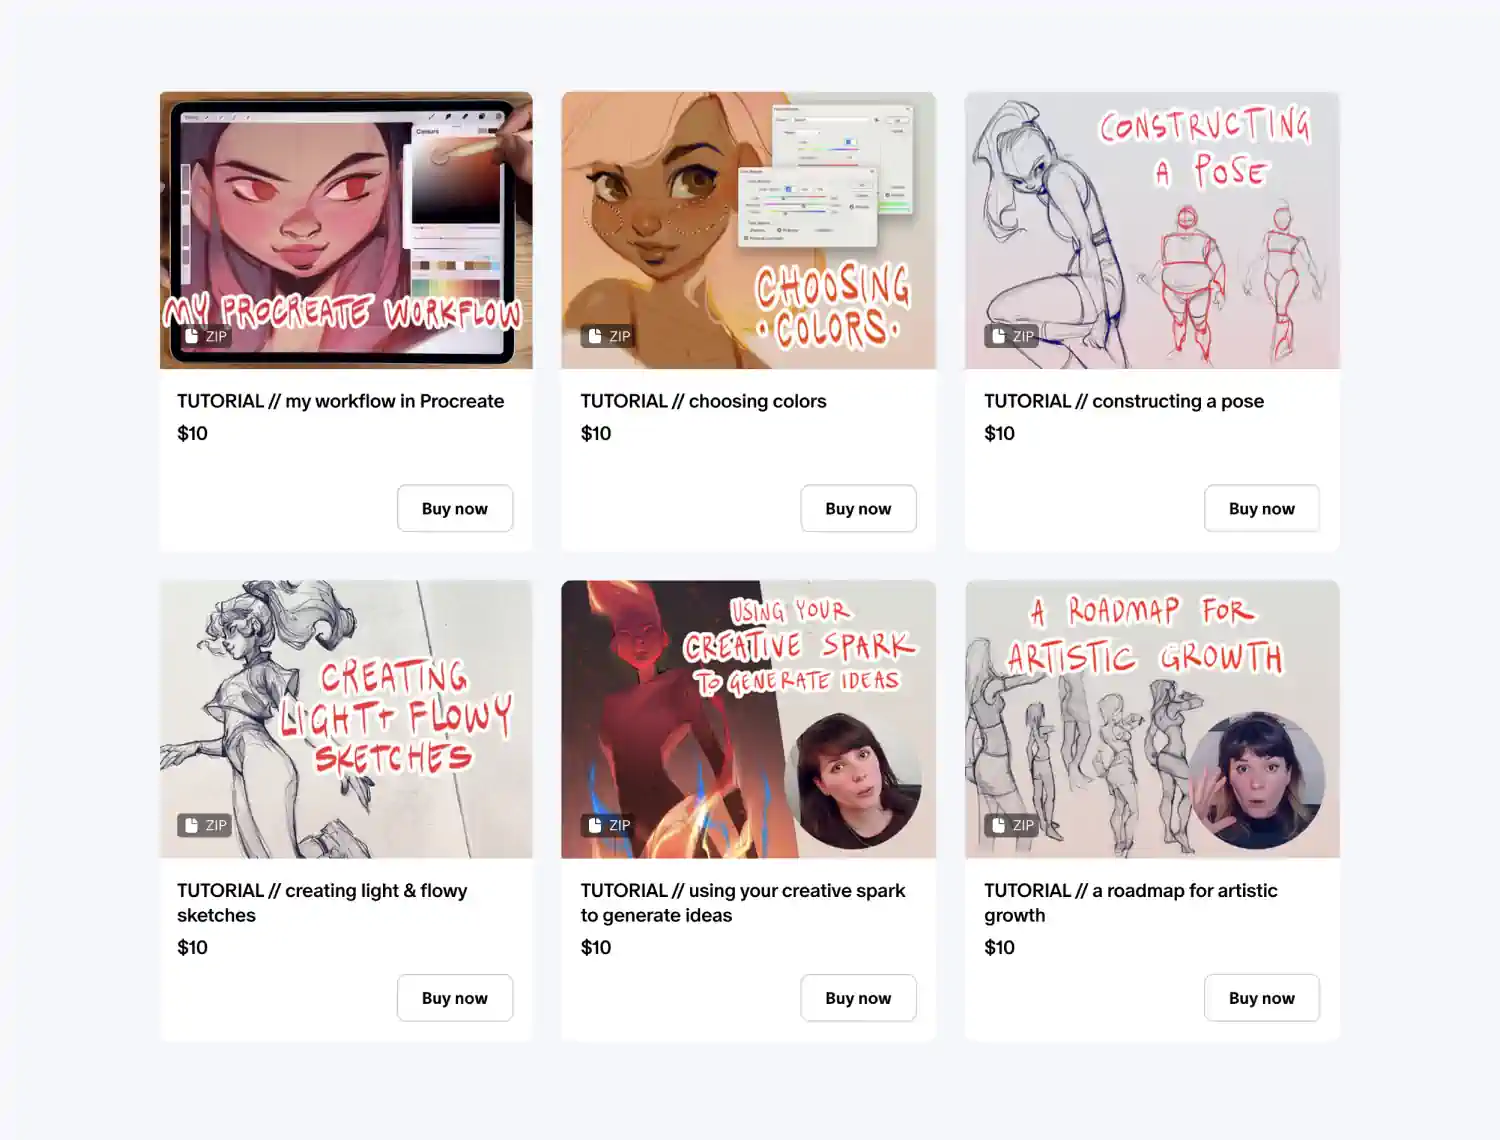 Colours
MY PROCREATE WORKFLOW
ZIP
TUTORIAL // my workflow in Procreate
$10
Buy now
CHOOSING
• COLORS •
ZIP
TUTORIAL // choosing colors
$10
Buy now
CONSTRUCTING
A POSE
ZIP
TUTORIAL // constructing a pose
$10
Buy now
CREATING
LIGHT + FLOWY
SKETCHES
ZIP
TUTORIAL // creating light & flowy
sketches
$10
Buy now
USING YOUR
CREATIVE SPARK
TO GENERATE IDEAS
ZIP
TUTORIAL // using your creative spark
to generate ideas
$10
Buy now
A ROADMAP FOR
ARTISTIC GROWTH
ZIP
TUTORIAL // a roadmap for artistic
growth
$10
Buy now